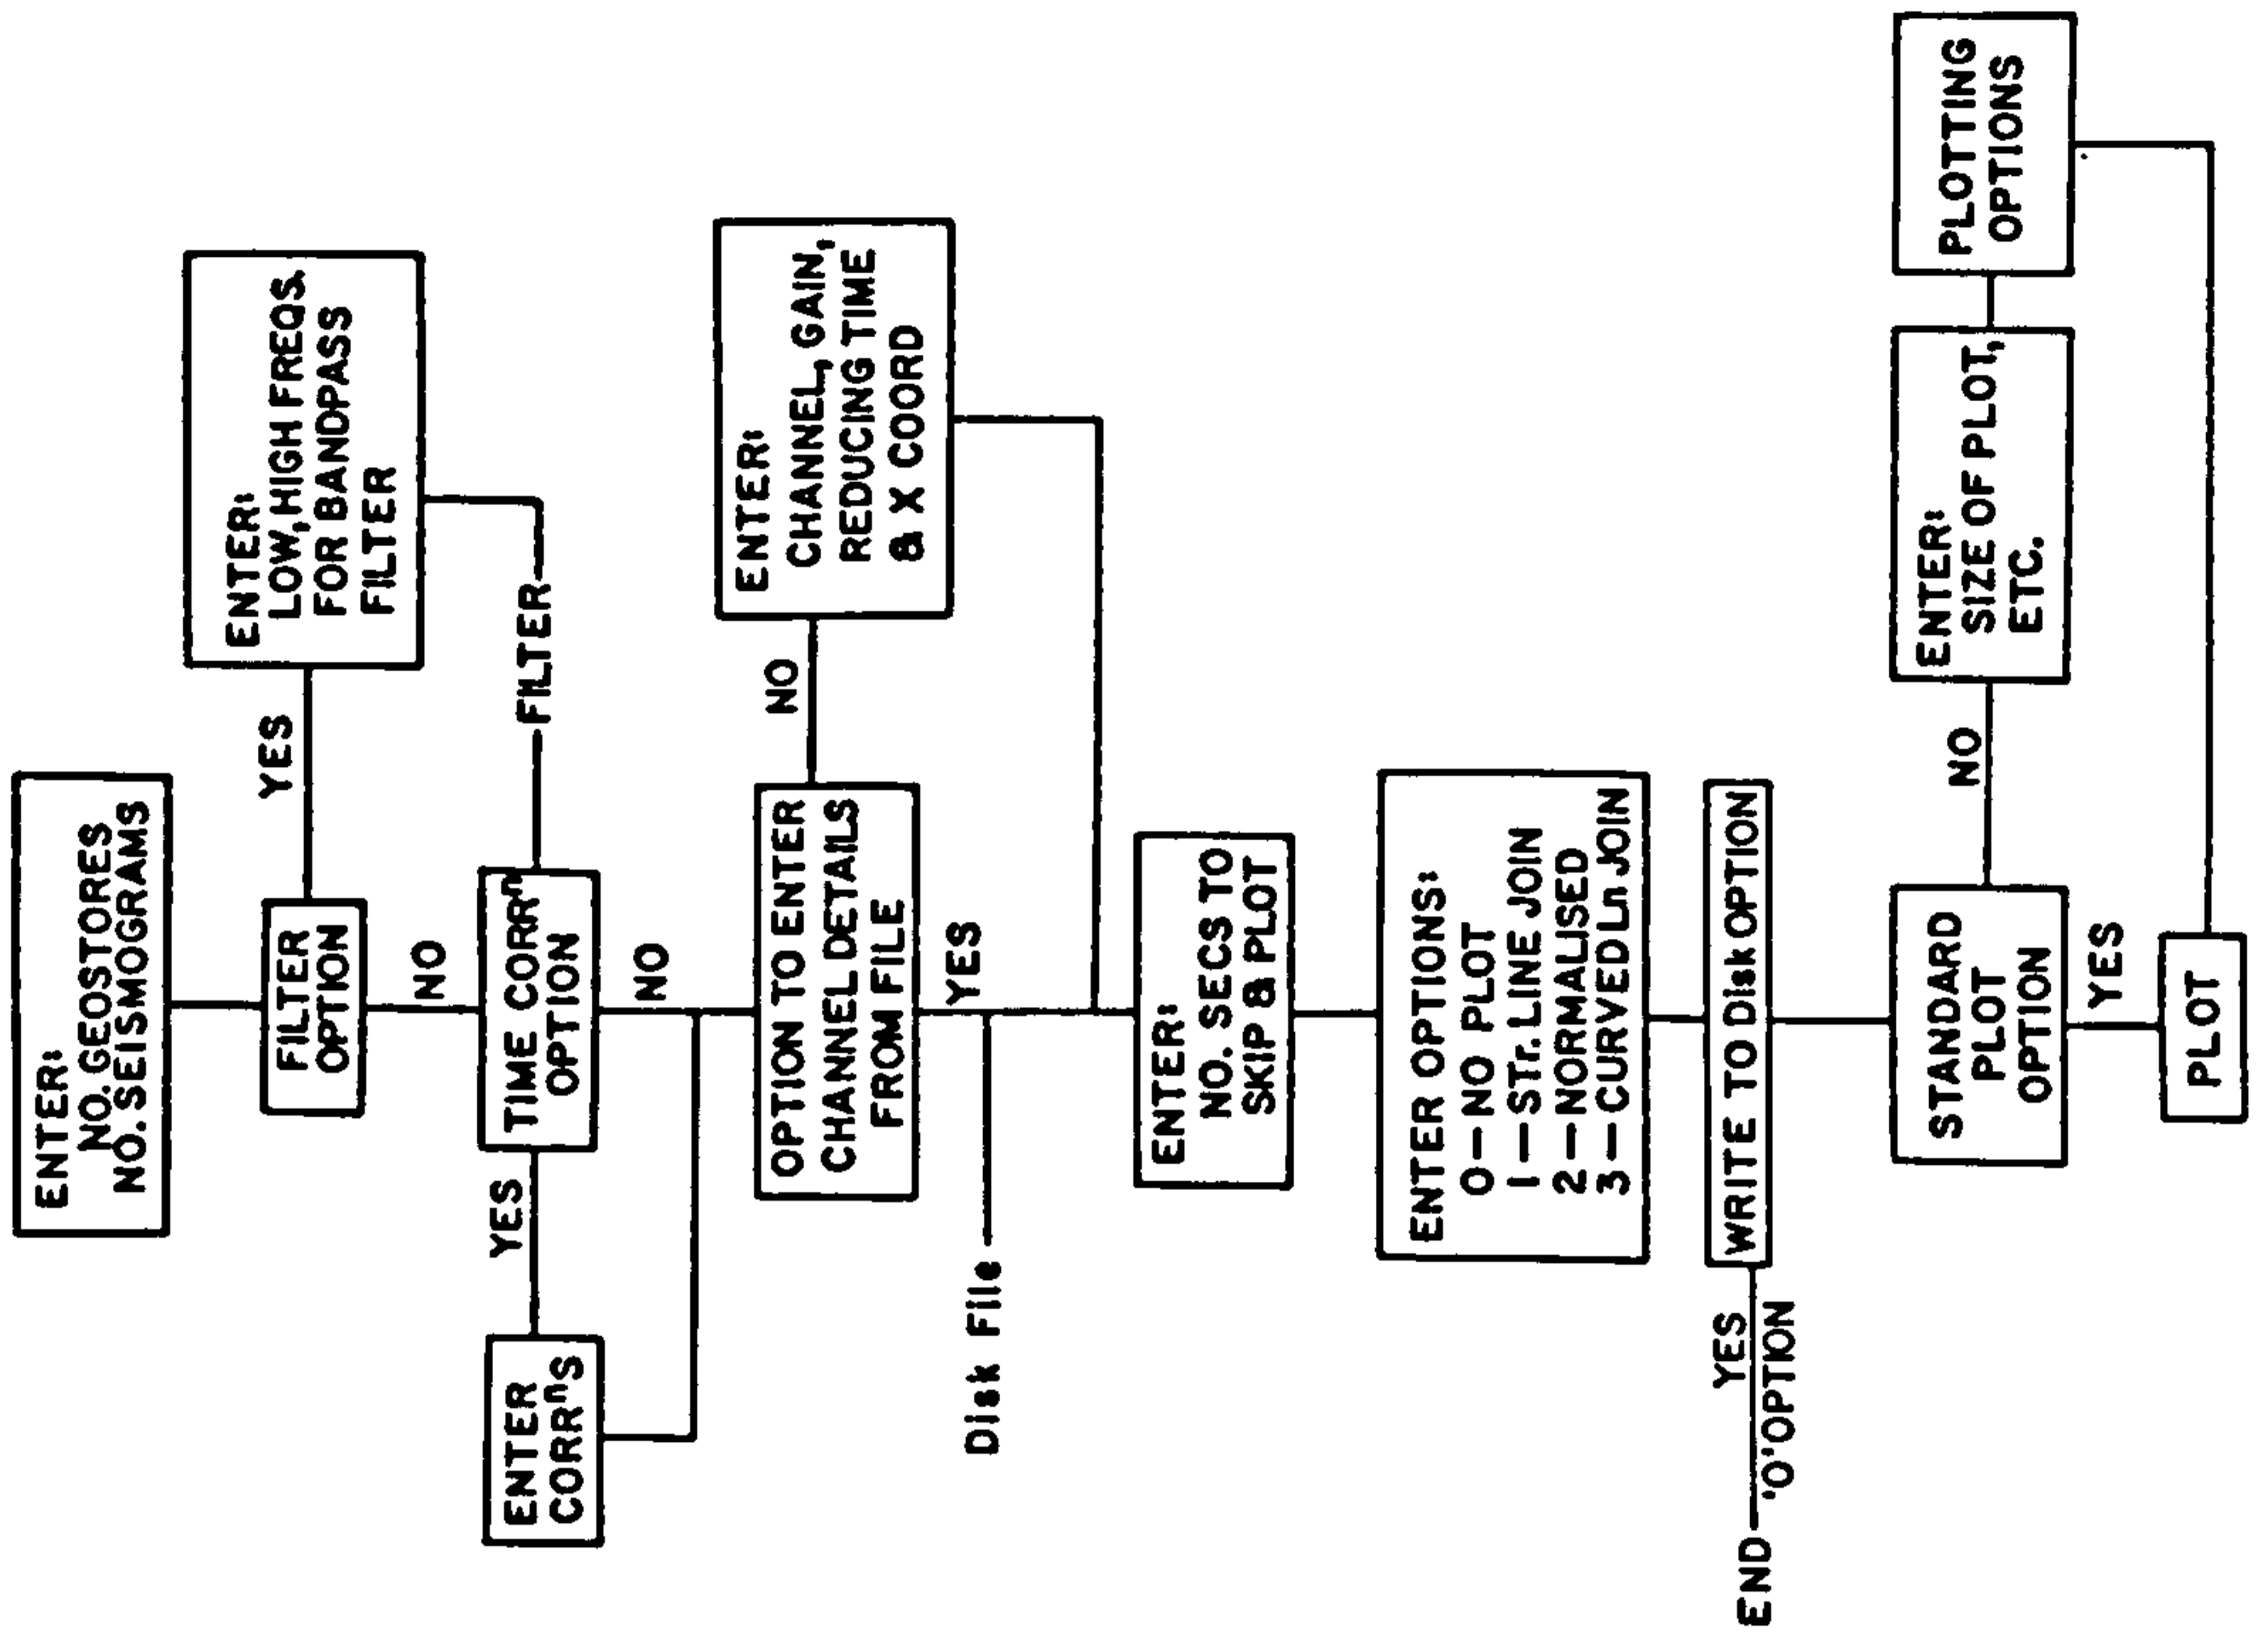 ENTER:
NO. GEOSTORES
NO. SEISMOGRAMS
FILTER
OPTION
YES
ENTER:
LOW, HIGH FREQS.
FOR BANDPASS
FILTER
NO
FILTER
TIME CORRⁿ
OPTION
YES
ENTER
CORRⁿS
NO
OPTION TO ENTER
CHANNEL DETAILS
FROM FILE
NO
ENTER:
CHANNEL, GAIN,
REDUCING TIME
& X COORD
YES
Disk File
ENTER:
NO. SECS TO
SKIP & PLOT
ENTER OPTIONS:
0 — NO PLOT
1 — STr. LINE JOIN
2 — NORMALISED
3 — CURVED Ln JOIN
WRITE TO Disk OPTION
YES
'O' OPTION
END
STANDARD
PLOT
OPTION
NO
ENTER:
SIZE OF PLOT,
ETC.
PLOTTING
OPTIONS
YES
PLOT